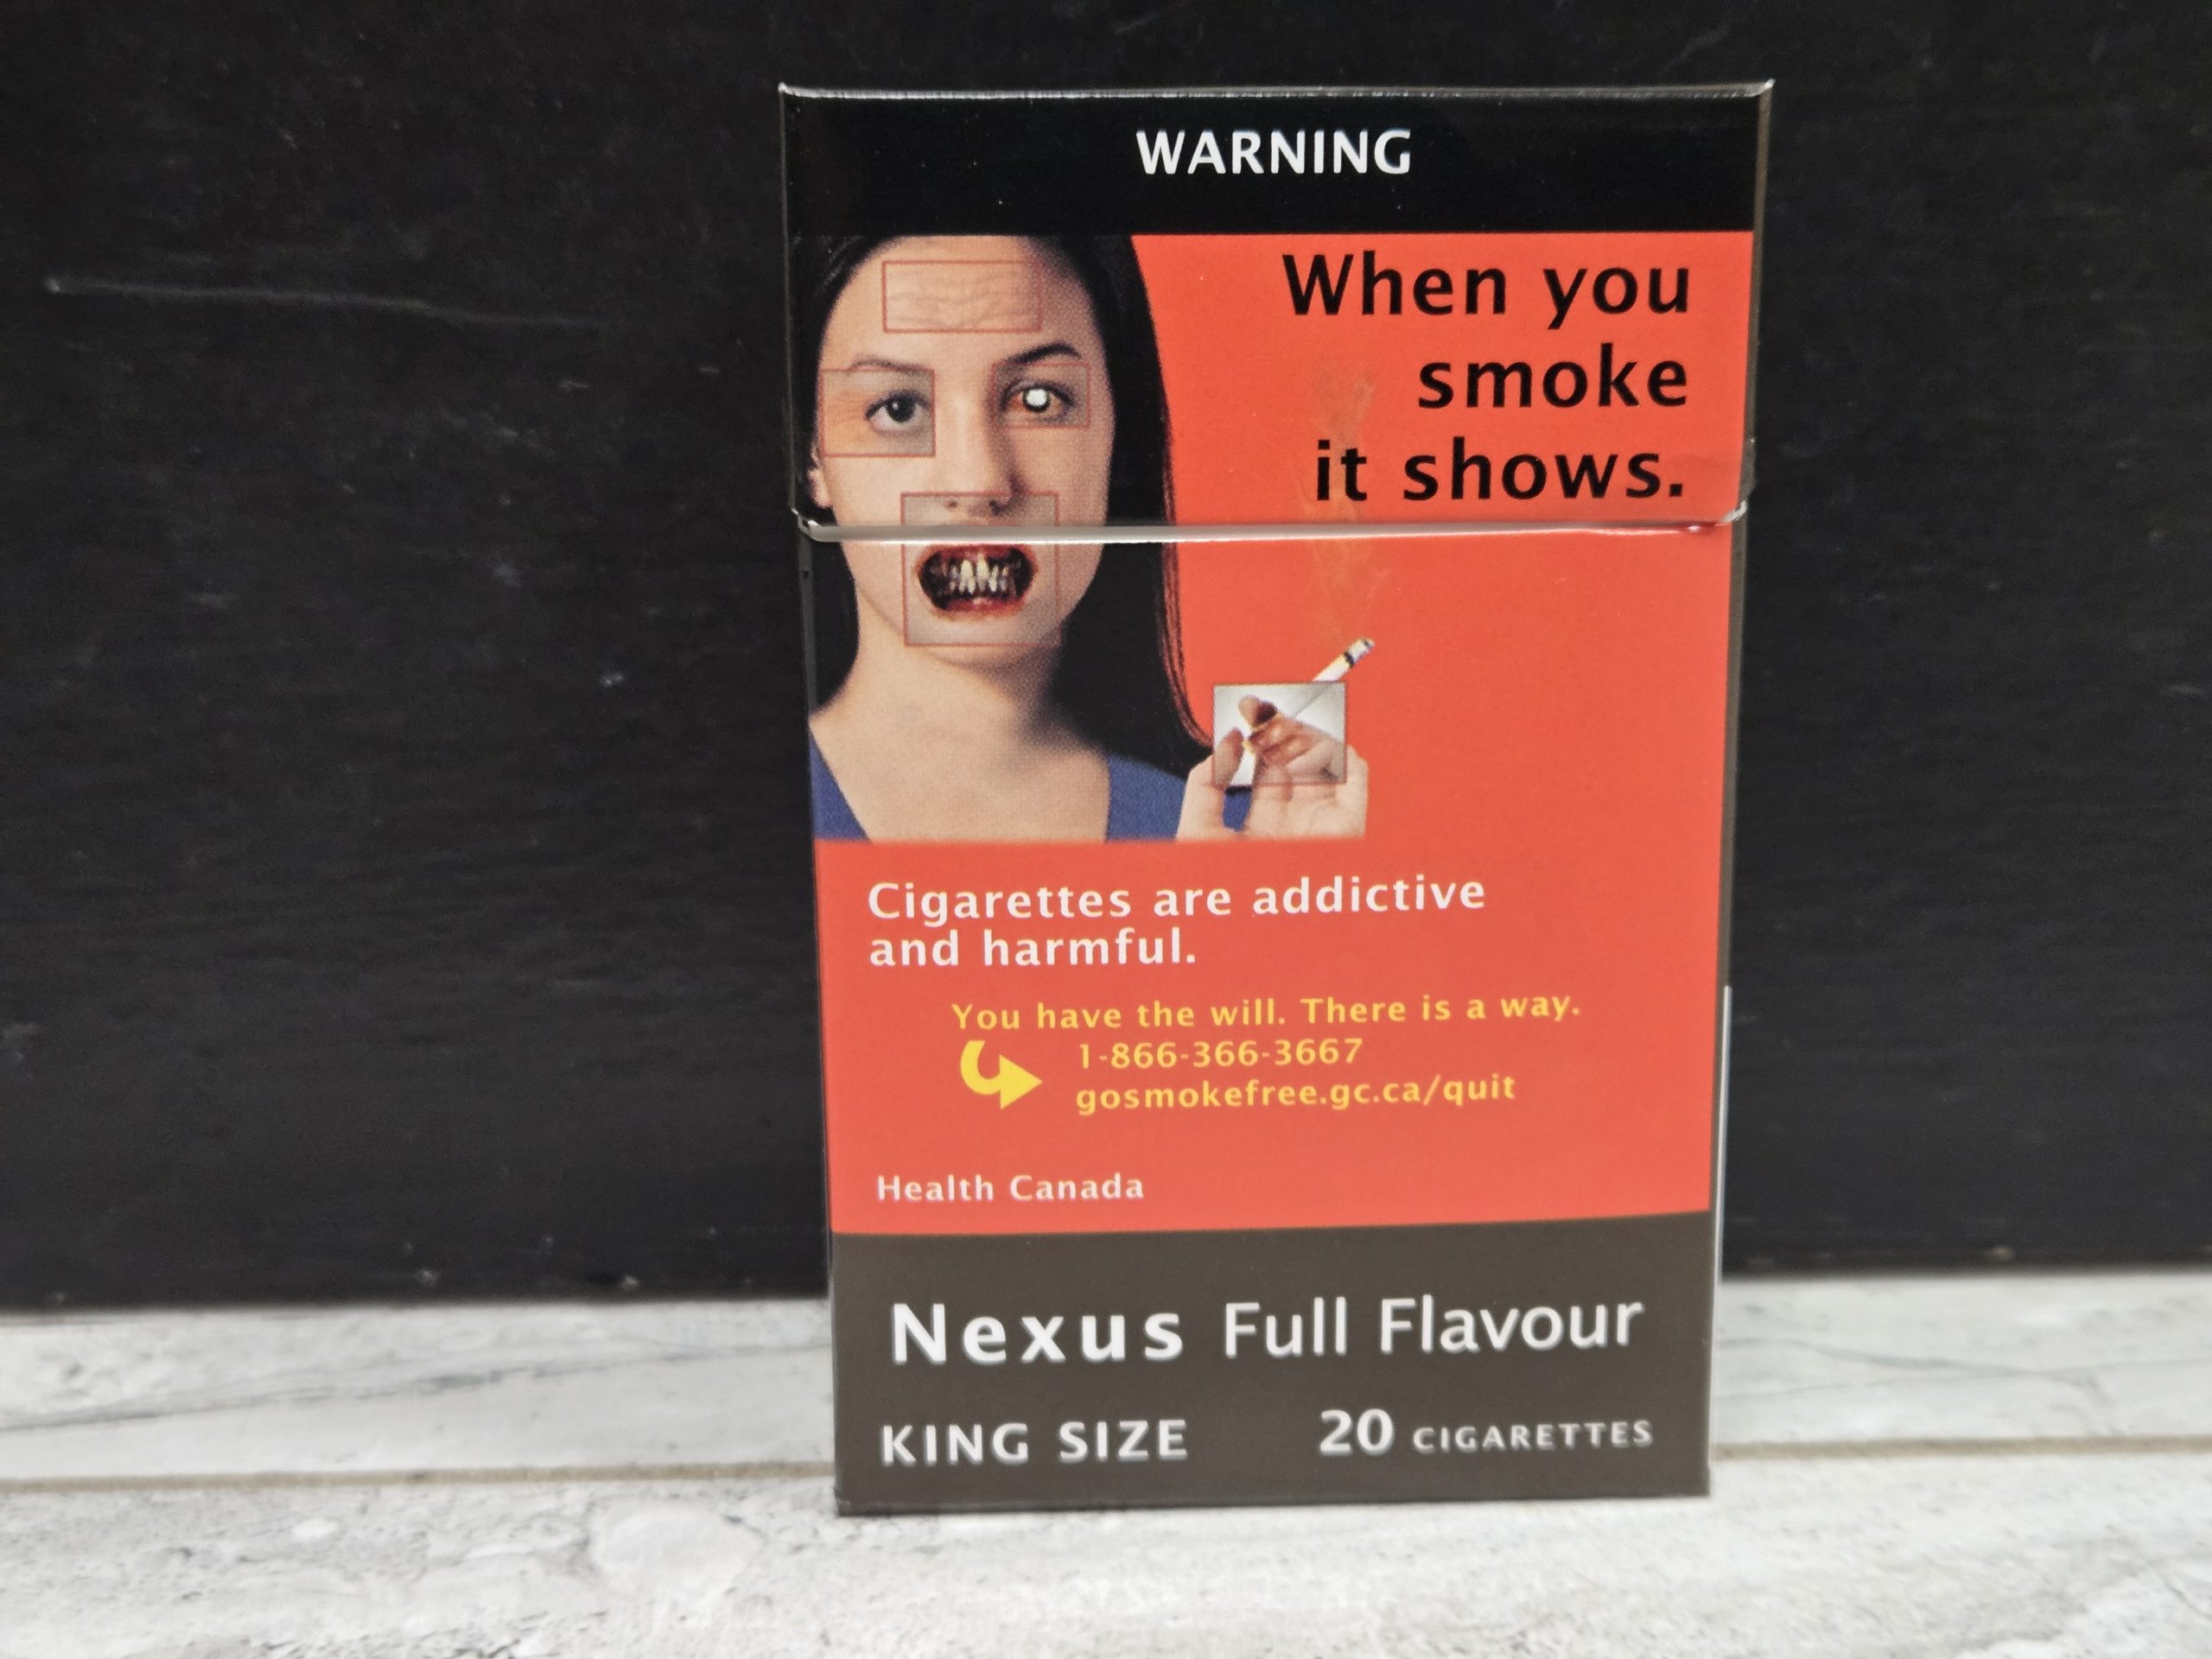 WARNING
When you
smoke
it shows.
Cigarettes are addictive
and harmful.
You have the will. There is a way.
1-866-366-3667
gosmokefree.gc.ca/quit
Health Canada
Nexus Full Flavour
KING SIZE 20 CIGARETTES